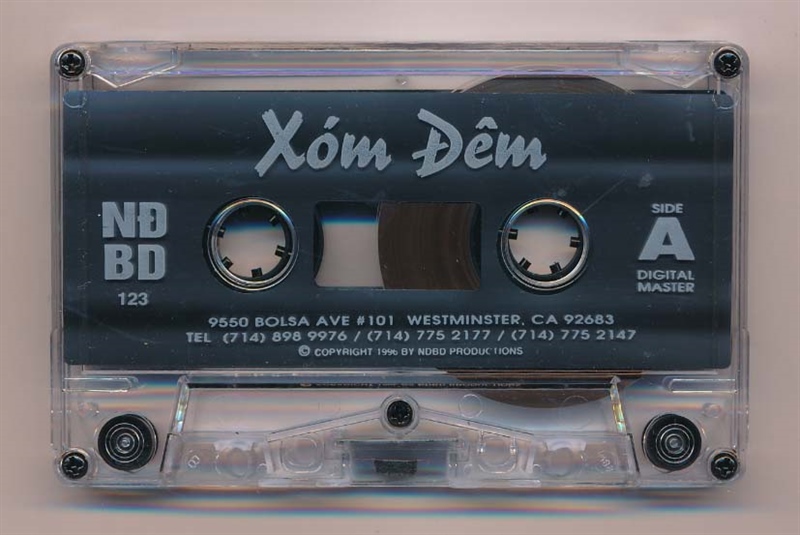 Xóm Đêm
NĐ
BD
123
SIDE
A
DIGITAL
MASTER
9550 BOLSA AVE #101 WESTMINSTER, CA 92683
TEL (714) 898 9976 / (714) 775 2177 / (714) 775 2147
© COPYRIGHT 1996 BY NDBD PRODUCTIONS